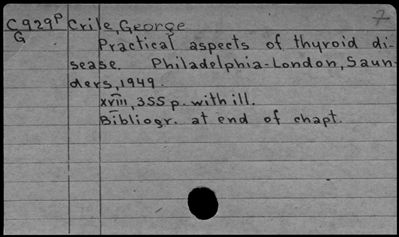 C929P Crile, George 7
G
Practical aspects of thyroid di-
sease. Philadelphia-London, Saun-
ders, 1949.
xviii, 355 p. with ill.
Bibliogr. at end of chapt.